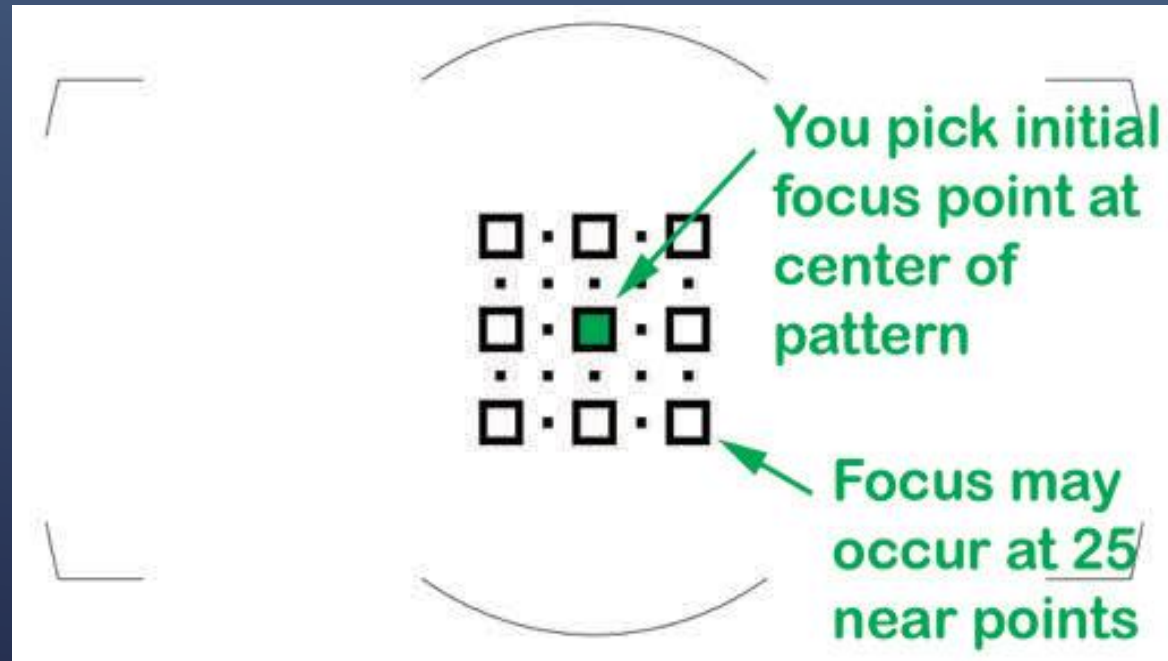 You pick initial
focus point at
center of
pattern
Focus may
occur at 25
near points